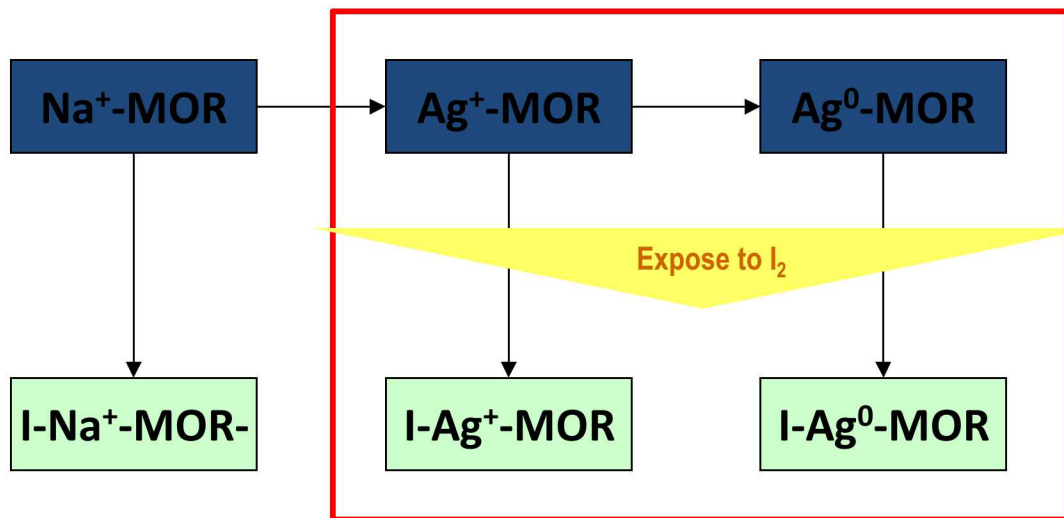 Na⁺-MOR
Ag⁺-MOR
Ag⁰-MOR
Expose to I₂
I-Na⁺-MOR-
I-Ag⁺-MOR
I-Ag⁰-MOR